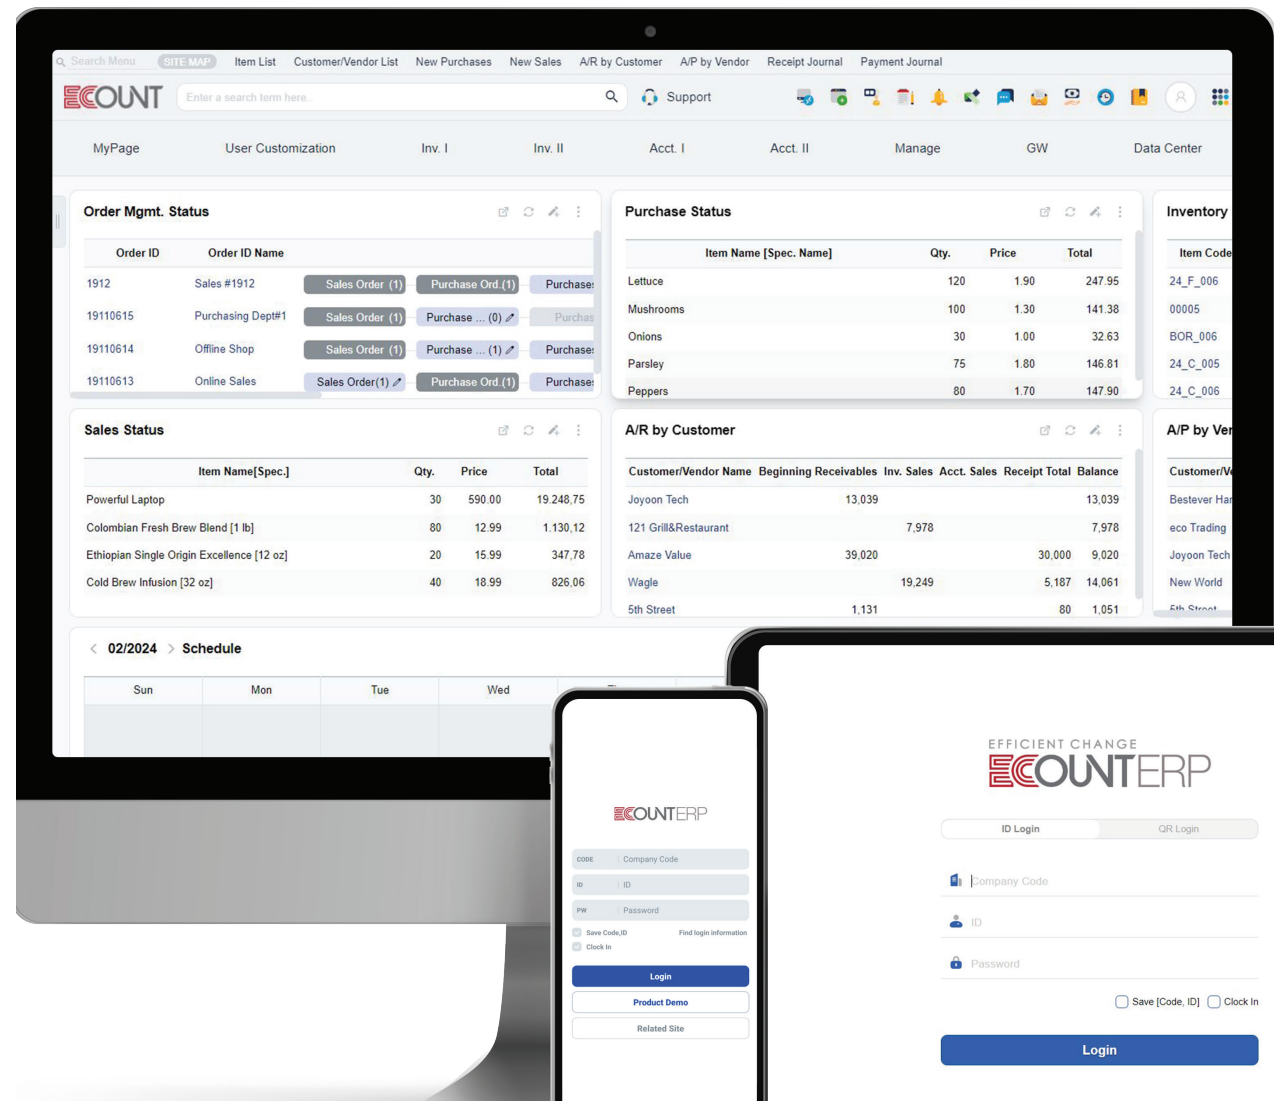 Search Menu SITE MAP Item List Customer/Vendor List New Purchases New Sales A/R by Customer A/P by Vendor Receipt Journal Payment Journal
ECOUNT Enter a search term here.. Support
MyPage User Customization Inv. I Inv. II Acct. I Acct. II Manage GW Data Center
Order Mgmt. Status
Order ID Order ID Name
1912 Sales #1912 Sales Order (1) Purchase Ord.(1) Purchase
19110615 Purchasing Dept#1 Sales Order (1) Purchase ... (0) Purchas
19110614 Offline Shop Sales Order (1) Purchase ... (1) Purchase
19110613 Online Sales Sales Order(1) Purchase Ord.(1) Purchase
Purchase Status
Item Name [Spec. Name] Qty. Price Total
Lettuce 120 1.90 247.95
Mushrooms 100 1.30 141.38
Onions 30 1.00 32.63
Parsley 75 1.80 146.81
Peppers 80 1.70 147.90
Inventory
Item Code
24_F_006
00005
BOR_006
24_C_005
24_C_006
Sales Status
Item Name[Spec.] Qty. Price Total
Powerful Laptop 30 590.00 19.248,75
Colombian Fresh Brew Blend [1 lb] 80 12.99 1.130,12
Ethiopian Single Origin Excellence [12 oz] 20 15.99 347,78
Cold Brew Infusion [32 oz] 40 18.99 826,06
A/R by Customer
Customer/Vendor Name Beginning Receivables Inv. Sales Acct. Sales Receipt Total Balance
Joyoon Tech 13,039 13,039
121 Grill&Restaurant 7,978 7,978
Amaze Value 39,020 30,000 9,020
Wagle 19,249 5,187 14,061
5th Street 1,131 80 1,051
A/P by Ver
Customer/Ve
Bestever Har
eco Trading
Joyoon Tech
New World
5th Street
02/2024 Schedule
Sun Mon Tue Wed
ECOUNTERP
CODE Company Code
ID ID
PW Password
Save Code,ID Find login information
Clock In
Login
Product Demo
Related Site
EFFICIENT CHANGE
ECOUNTERP
ID Login QR Login
Company Code
ID
Password
Save [Code, ID] Clock In
Login